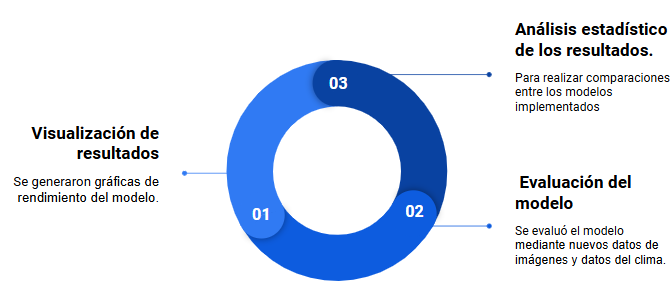 Análisis estadístico
de los resultados.
Para realizar comparaciones
entre los modelos
implementados
03
Visualización de
resultados
Se generaron gráficas de
rendimiento del modelo.
01
02
Evaluación del
modelo
Se evaluó el modelo
mediante nuevos datos de
imágenes y datos del clima.